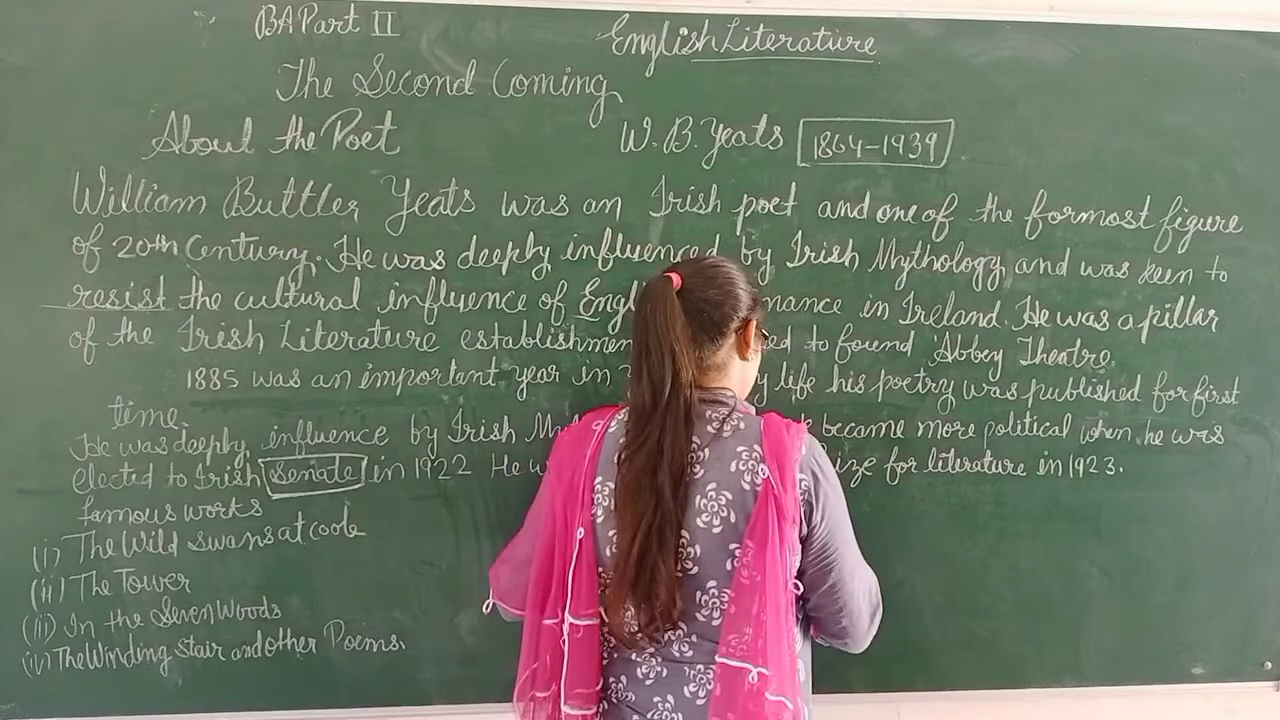 BA Part II
English Literature
The Second Coming
About the Poet
W. B. Yeats 1864-1939
William Buttler Yeats was an Irish poet and one of the formost figure
of 20th Century. He was deeply influenced by Irish Mythology and was keen to
resist the cultural influence of in Ireland. He was a pillar
of the Irish Literature to found Abbey Theatre.
1885 was an important year in life his poetry was published for first
time.
He was deeply influence by Irish became more political when he was
elected to Irish Senate in 1922 He for literature in 1923.
famous works
(i) The Wild swans at coole
(ii) The Tower
(iii) In the Seven Woods
(iv) The Winding Stair and other Poems.